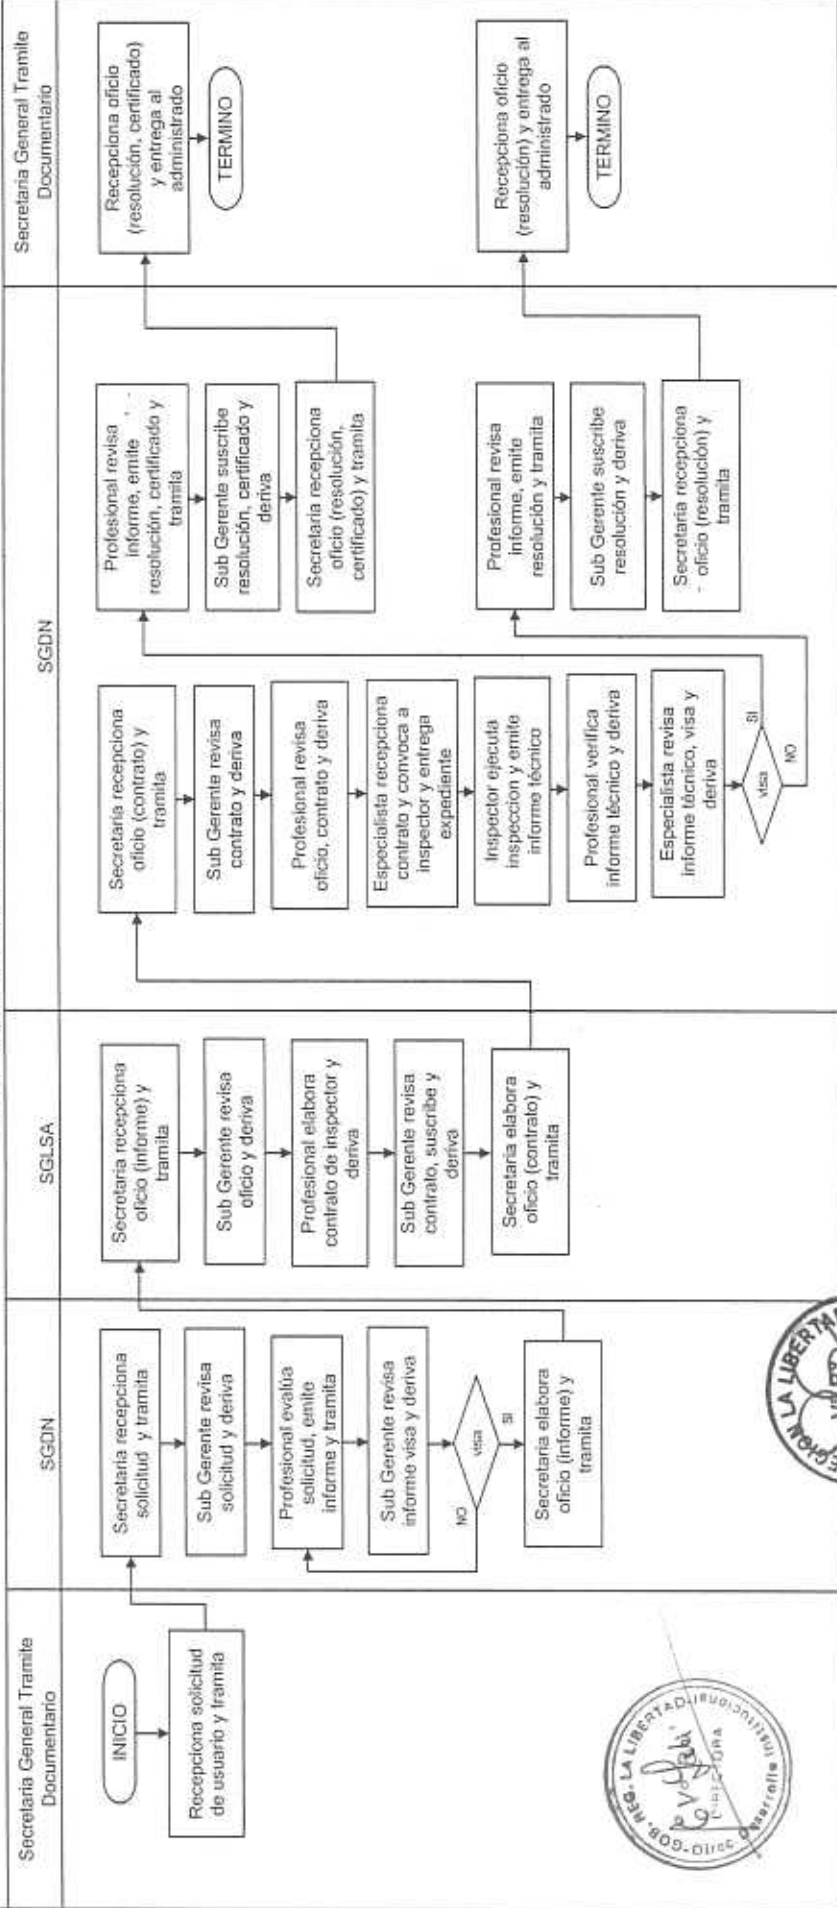 Secretaria General Tramite
Documentario
SGDN
SGLSA
SGDN
Secretaria General Tramite
Documentario
INICIO
Recepciona solicitud
de usuario y tramita
Secretaria recepciona
solicitud y tramita
Sub Gerente revisa
solicitud y deriva
Profesional evalúa
solicitud, emite
informe y tramita
Sub Gerente revisa
informe visa y deriva
visa
NO
SI
Secretaria elabora
oficio (informe) y
tramita
Secretaria recepciona
oficio (informe) y
tramita
Sub Gerente revisa
oficio y deriva
Profesional elabora
contrato de inspector y
deriva
Sub Gerente revisa
contrato, suscribe y
deriva
Secretaria elabora
oficio (contrato) y
tramita
Secretaria recepciona
oficio (contrato) y
tramita
Sub Gerente revisa
contrato y deriva
Profesional revisa
oficio, contrato y deriva
Especialista recepciona
contrato y convoca a
inspector y entrega
expediente
Inspector ejecuta
inspeccion y emite
informe técnico
Profesional verifica
informe técnico y deriva
Especialista revisa
informe técnico, visa y
deriva
visa
SI
NO
Profesional revisa
informe, emite
resolución, certificado y
tramita
Sub Gerente suscribe
resolución, certificado y
deriva
Secretaria recepciona
oficio (resolución,
certificado) y tramita
Profesional revisa
informe, emite
resolución y tramita
Sub Gerente suscribe
resolución y deriva
Secretaria recepciona
oficio (resolución) y
tramita
Recepciona oficio
(resolución, certificado)
y entrega al
administrado
TERMINO
Recepciona oficio
(resolución) y entrega al
administrado
TERMINO
GOB. REG. LA LIBERTAD
DIRECTORA
LA LIBERTA